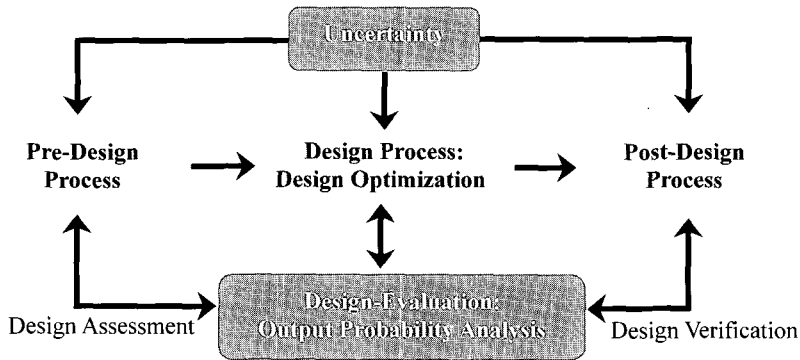 Uncertainty
Pre-Design
Process
Design Process:
Design Optimization
Post-Design
Process
Design-Evaluation:
Output Probability Analysis
Design Assessment
Design Verification